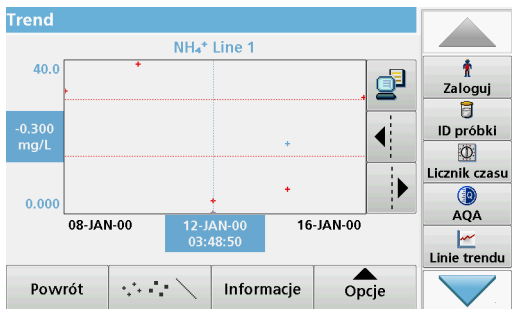 Trend
NH₄⁺ Line 1
40.0
-0.300
mg/L
0.000
08-JAN-00
12-JAN-00
03:48:50
16-JAN-00
Powrót
Informacje
Opcje
Zaloguj
ID próbki
Licznik czasu
AQA
Linie trendu